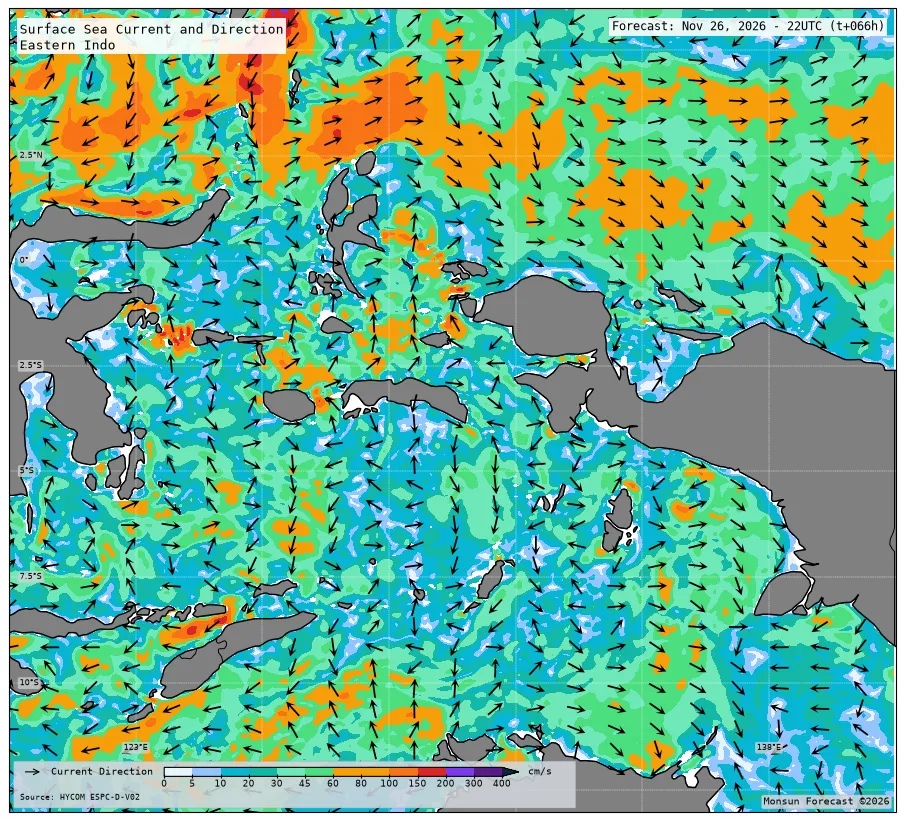 Surface Sea Current and Direction
Eastern Indo
Forecast: Nov 26, 2026 - 22UTC (t+066h)
2.5°N
0°
2.5°S
5°S
7.5°S
10°S
123°E
138°E
Current Direction
0 5 10 20 30 45 60 80 100 150 200 300 400
cm/s
Source: HYCOM ESPC-D-V02
Monsun Forecast ©2026